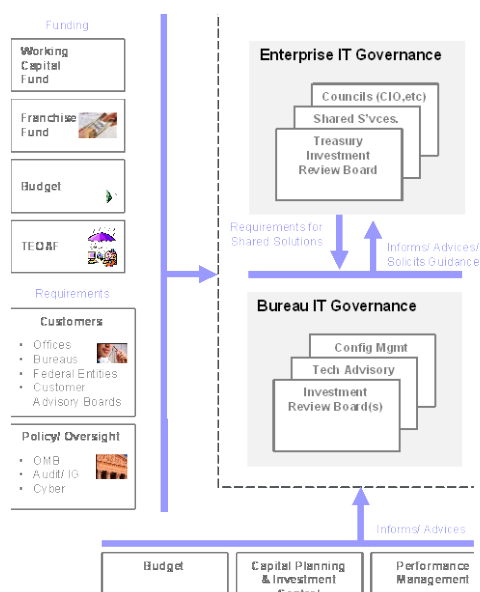 Funding
Working
Capital
Fund
Franchise
Fund
Budget
TEOAF
Requirements
Customers
• Offices
• Bureaus
• Federal Entities
• Customer
Advisory Boards
Policy/ Oversight
• OMB
• Audit/ IG
• Cyber
Enterprise IT Governance
Councils (CIO,etc)
Shared S'vces.
Treasury
Investment
Review Board
Requirements for
Shared Solutions
Informs/ Advices/
Solicits Guidance
Bureau IT Governance
Config Mgmt
Tech Advisory
Investment
Review Board(s)
Informs/ Advices
Budget
Capital Planning
& Investment
Control
Performance
Management